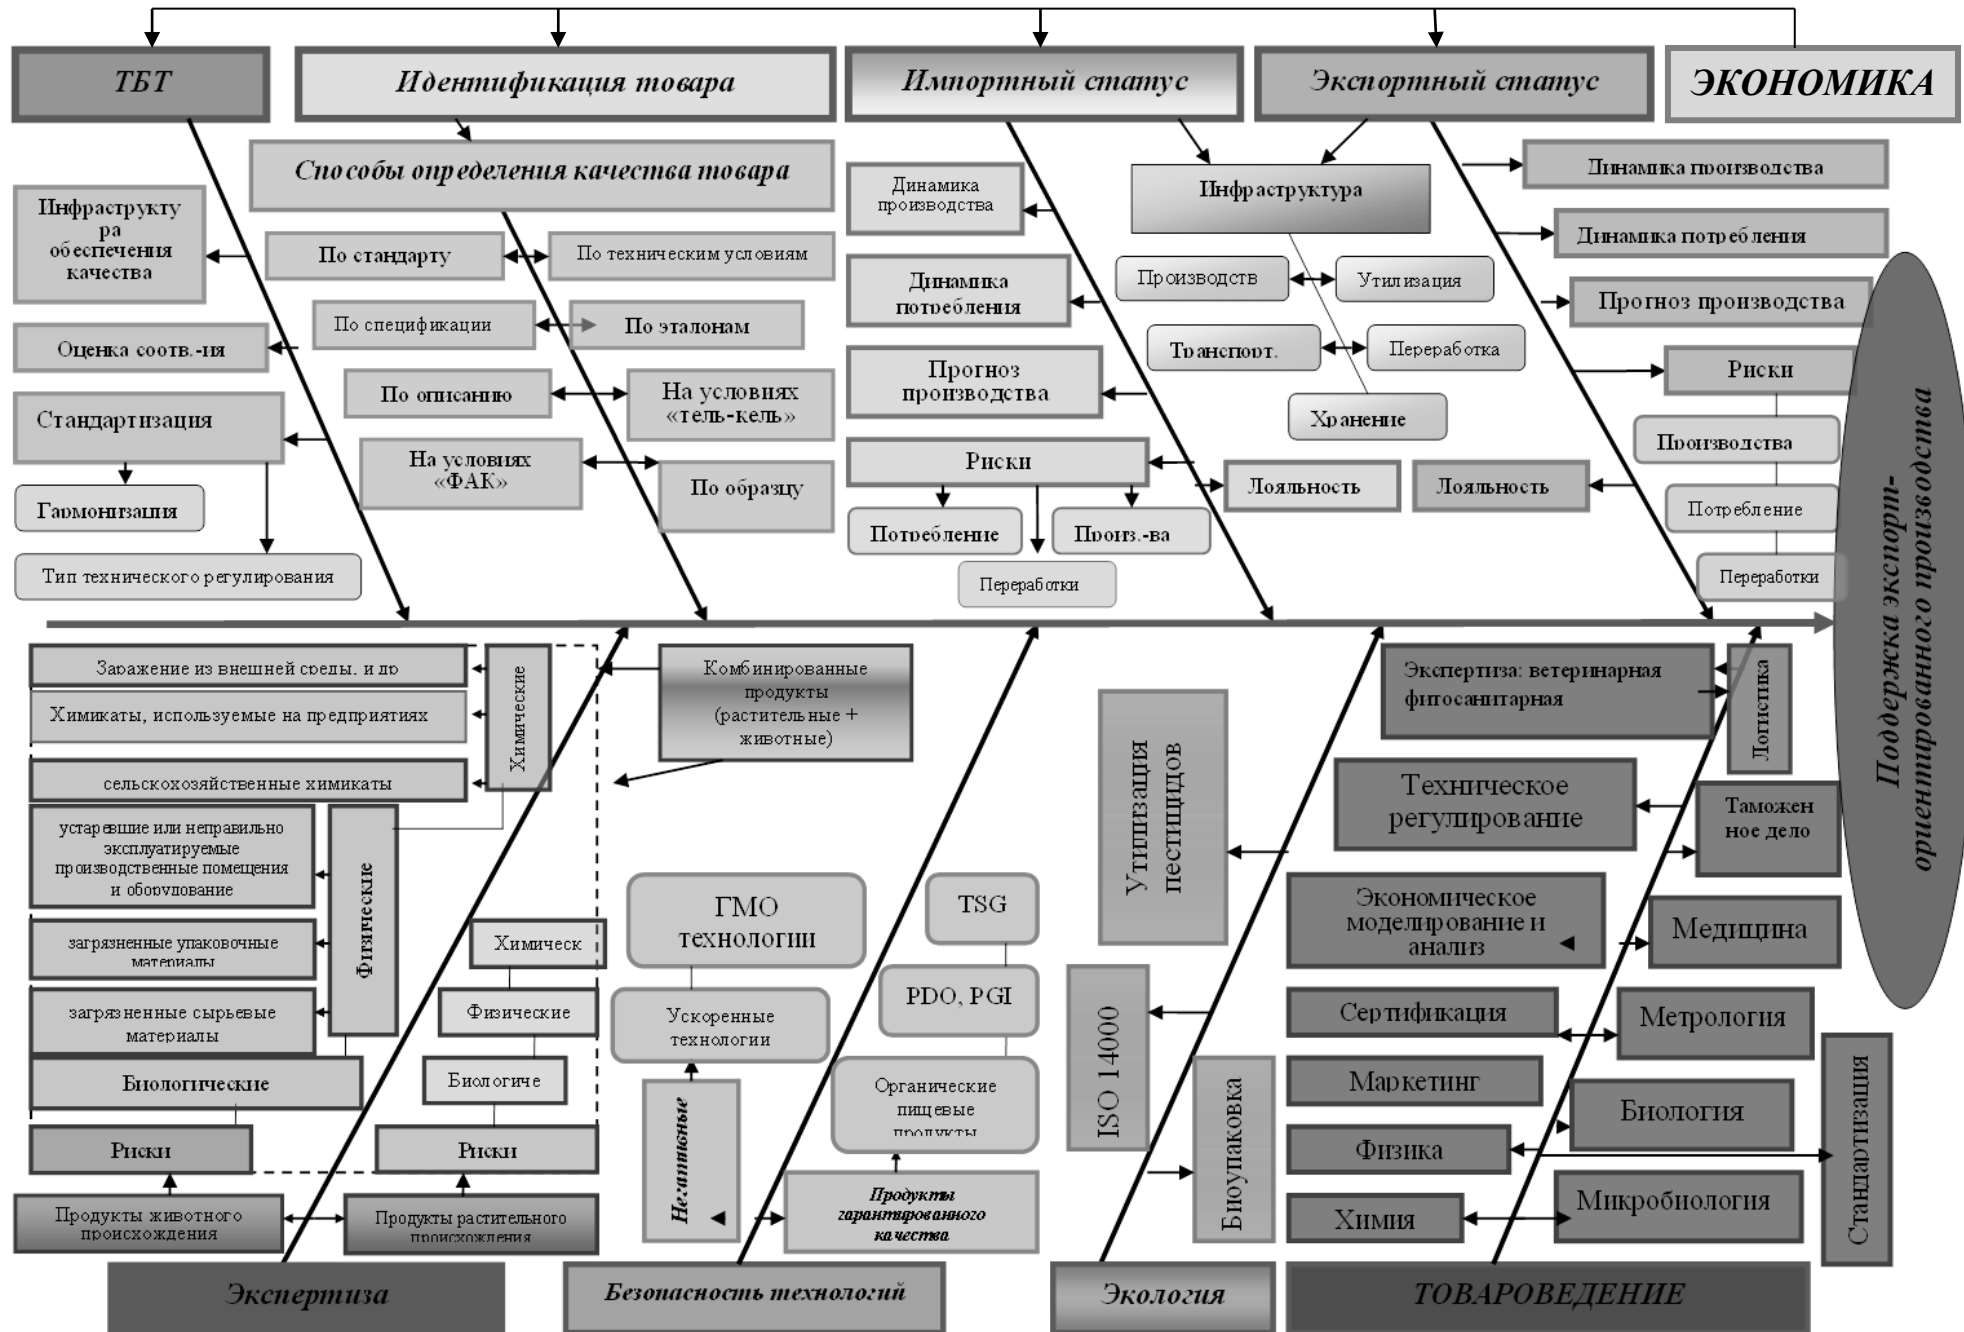 ТБТ
Идентификация товара
Импортный статус
Экспортный статус
ЭКОНОМИКА
Способы определения качества товара
Инфраструкту
ра
обеспечения
качества
Оценка соотв.-ия
Стандартизация
Гармонизация
Тип технического регулирования
По стандарту
По техническим условиям
По спецификации
По эталонам
По описанию
На условиях
«тель-кель»
На условиях
«ФАК»
По образцу
Динамика
производства
Динамика
потребления
Прогноз
производства
Риски
Потребление
Произ.-ва
Переработки
Лояльность
Инфраструктура
Производств
Утилизация
Транспорт.
Переработка
Хранение
Динамика производства
Динамика потребления
Прогноз производства
Риски
Производства
Потребление
Переработки
Лояльность
Поддержка экспорт-
ориентированного производства
Заражение из внешней среды, и др
Химикаты, используемые на предприятиях
сельскохозяйственные химикаты
Химические
устаревшие или неправильно
эксплуатируемые
производственные помещения
и оборудование
загрязненные упаковочные
материалы
загрязненные сырьевые
материалы
Физические
Биологические
Риски
Продукты животного
происхождения
Химическ
Физические
Биологиче
Риски
Продукты растительного
происхождения
Комбинированные
продукты
(растительные +
животные)
ГМО
технологии
Ускоренные
технологии
Негативные
TSG
PDO, PGI
Органические
пищевые
продукты
Продукты
гарантированного
качества
Утилизация
пестицидов
ISO 14000
Биоупаковка
Экспертиза: ветеринарная
фитосанитарная
Логистика
Техническое
регулирование
Таможен
ное дело
Экономическое
моделирование и
анализ
Медицина
Сертификация
Метрология
Маркетинг
Биология
Физика
Стандартизация
Химия
Микробиология
Экспертиза
Безопасность технологий
Экология
ТОВАРОВЕДЕНИЕ